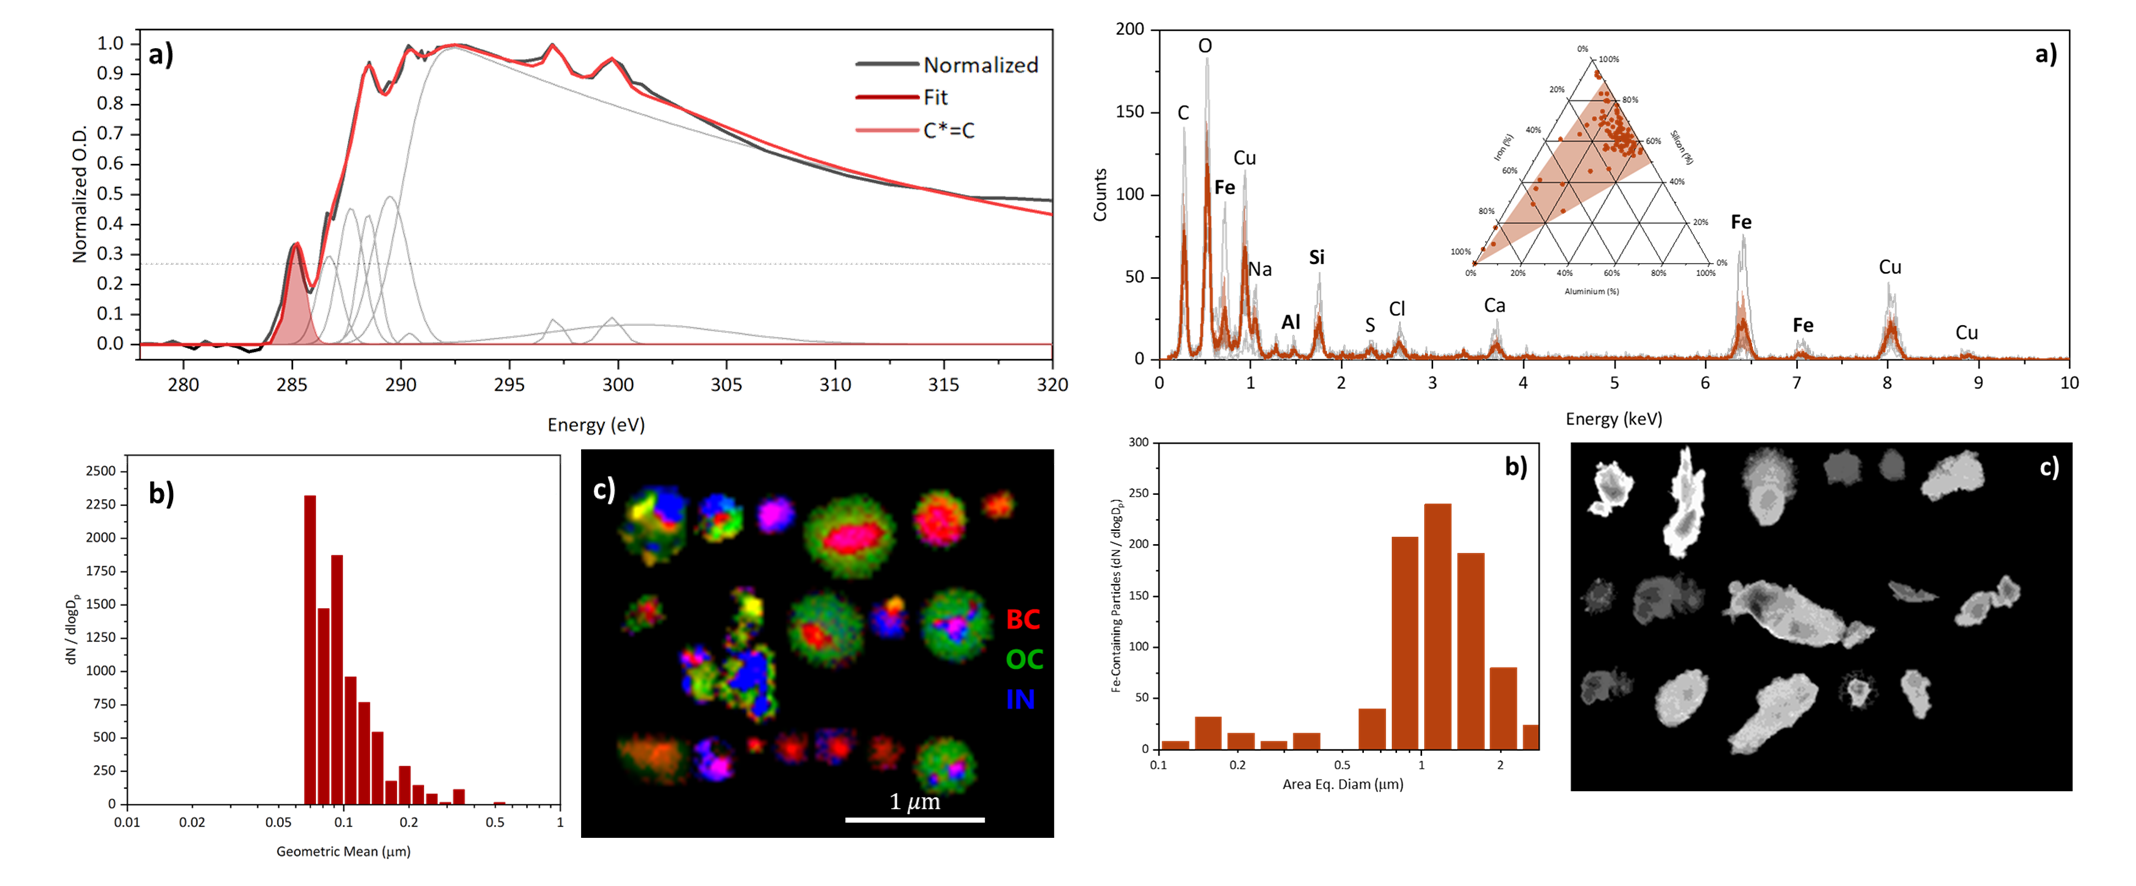 a)
Normalized
Fit
C*=C
1.0
0.9
0.8
0.7
0.6
0.5
0.4
0.3
0.2
0.1
0.0
Normalized O.D.
280 285 290 295 300 305 310 315 320
Energy (eV)
b)
2500
2250
2000
1750
1500
1250
1000
750
500
250
0
dN / dlogDp
0.01 0.02 0.05 0.1 0.2 0.5 1
Geometric Mean (µm)
c)
BC
OC
IN
1 µm
a)
200
150
100
50
0
Counts
C
O
Fe
Cu
Na
Al
Si
S
Cl
Ca
Fe
Fe
Cu
Cu
0%
100%
20%
80%
40%
60%
60%
40%
80%
20%
100%
0%
Iron (%)
Silicon (%)
0% 20% 40% 60% 80% 100%
Aluminium (%)
0 1 2 3 4 5 6 7 8 9 10
Energy (keV)
b)
300
250
200
150
100
50
0
Fe-Containing Particles (dN / dlogDp)
0.1 0.2 0.5 1 2
Area Eq. Diam (µm)
c)